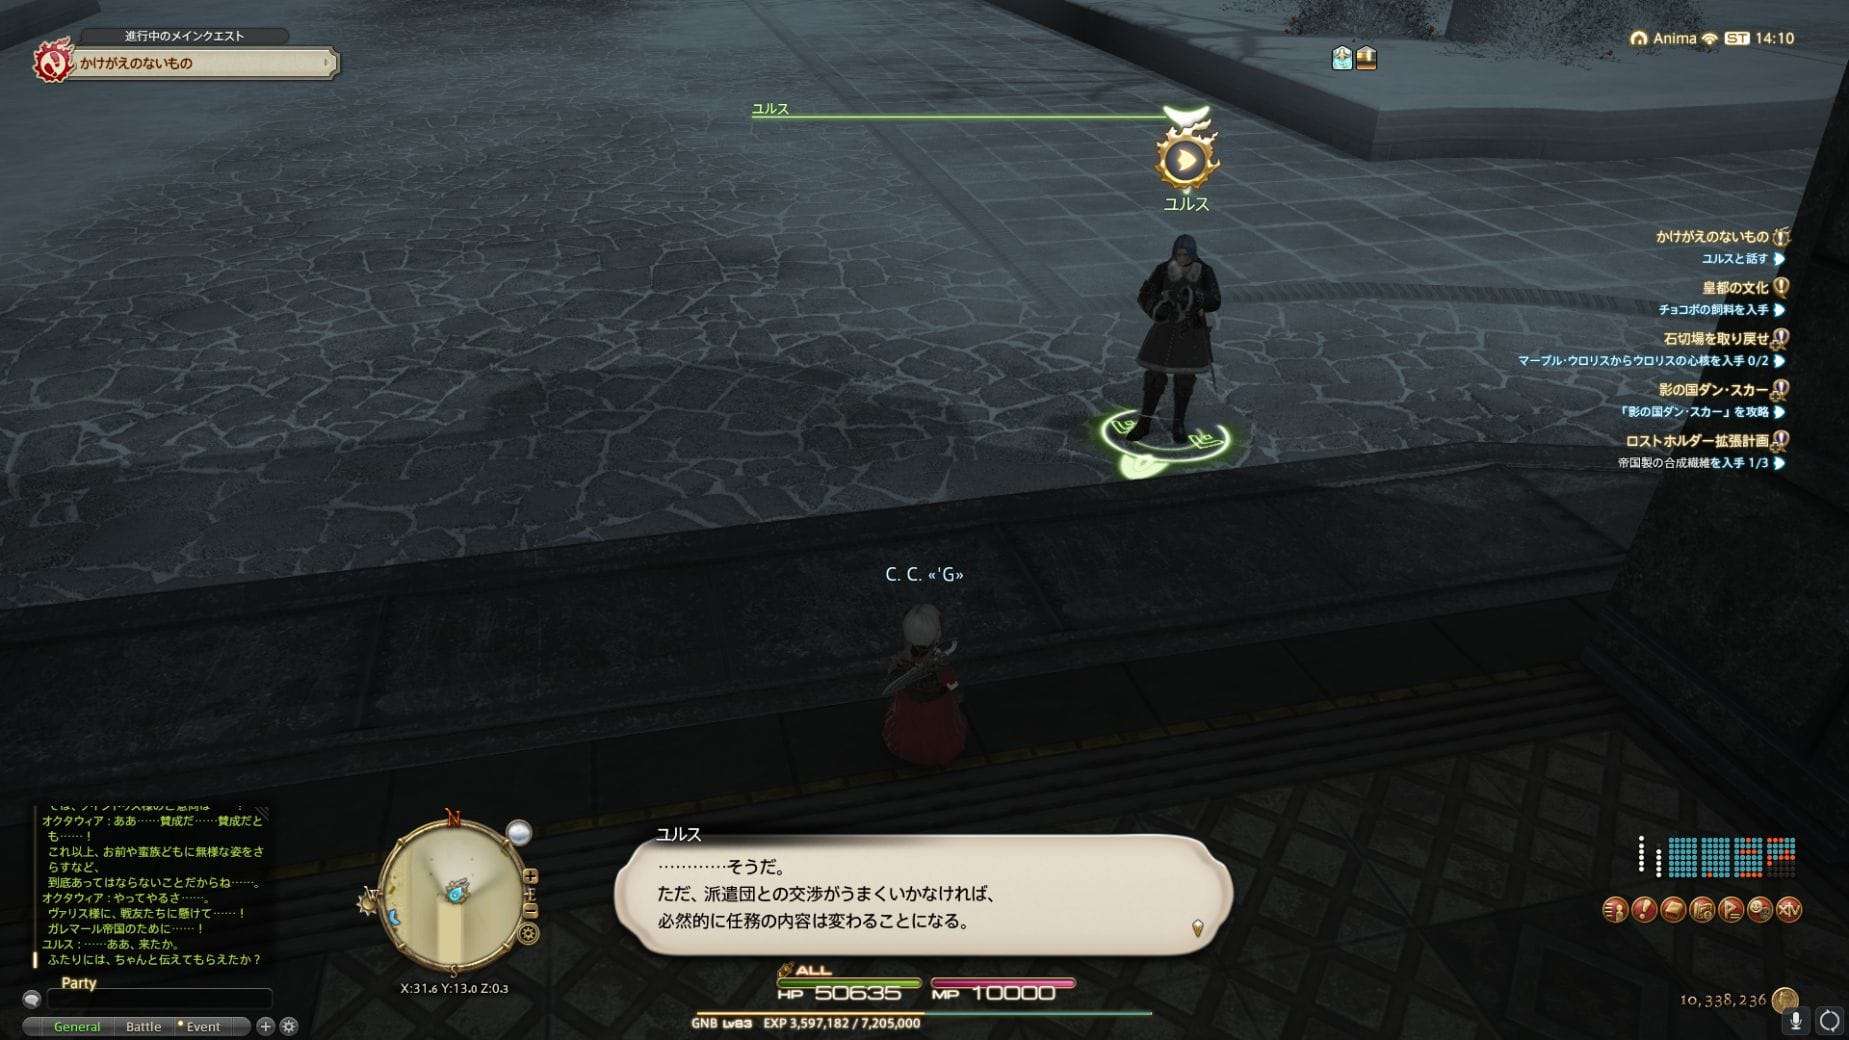 進行中のメインクエスト
かけがえのないもの
Anima ST 14:10
ユルス
ユルス
かけがえのないもの
ユルスと話す
皇都の文化
チョコボの飼料を入手
石切場を取り戻せ
マーブル・ウロリスからウロリスの心核を入手 0/2
影の国ダン・スカー
「影の国ダン・スカー」を攻略
ロストホルダー拡張計画
帝国製の合成繊維を入手 1/3
C. C. «'G»
オクタウィア：ああ……賛成だ……賛成だと
も……！
これ以上、お前や蛮族どもに無様な姿をさ
らすなど、
到底あってはならないことだからね……。
オクタウィア：やってやるさ……。
ヴァリス様に、戦友たちに懸けて……！
ガレマール帝国のために……！
ユルス：……ああ、来たか。
ふたりには、ちゃんと伝えてもらえたか？
Party
General Battle Event
N
S
X:31.6 Y:13.0 Z:0.3
ユルス
…………そうだ。
ただ、派遣団との交渉がうまくいかなければ、
必然的に任務の内容は変わることになる。
ALL
HP 50635 MP 10000
GNB Lv83 EXP 3,597,182 / 7,205,000
XIV
10,338,236